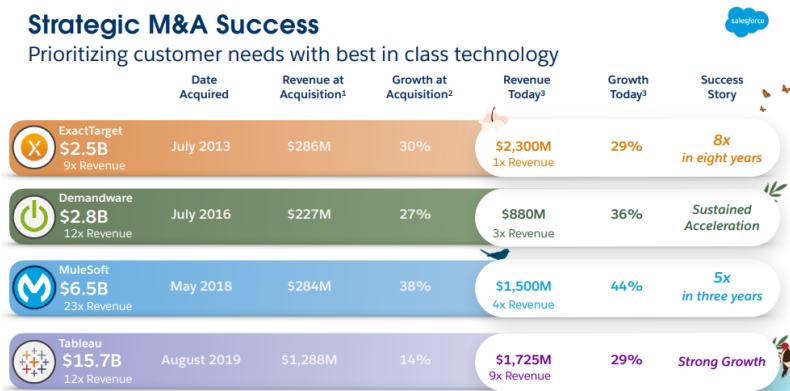 Strategic M&A Success
salesforce
Prioritizing customer needs with best in class technology
Date Acquired
Revenue at Acquisition¹
Growth at Acquisition²
Revenue Today³
Growth Today³
Success Story
ExactTarget
$2.5B
9x Revenue
July 2013
$286M
30%
$2,300M
1x Revenue
29%
8x
in eight years
Demandware
$2.8B
12x Revenue
July 2016
$227M
27%
$880M
3x Revenue
36%
Sustained
Acceleration
MuleSoft
$6.5B
23x Revenue
May 2018
$284M
38%
$1,500M
4x Revenue
44%
5x
in three years
Tableau
$15.7B
12x Revenue
August 2019
$1,288M
14%
$1,725M
9x Revenue
29%
Strong Growth